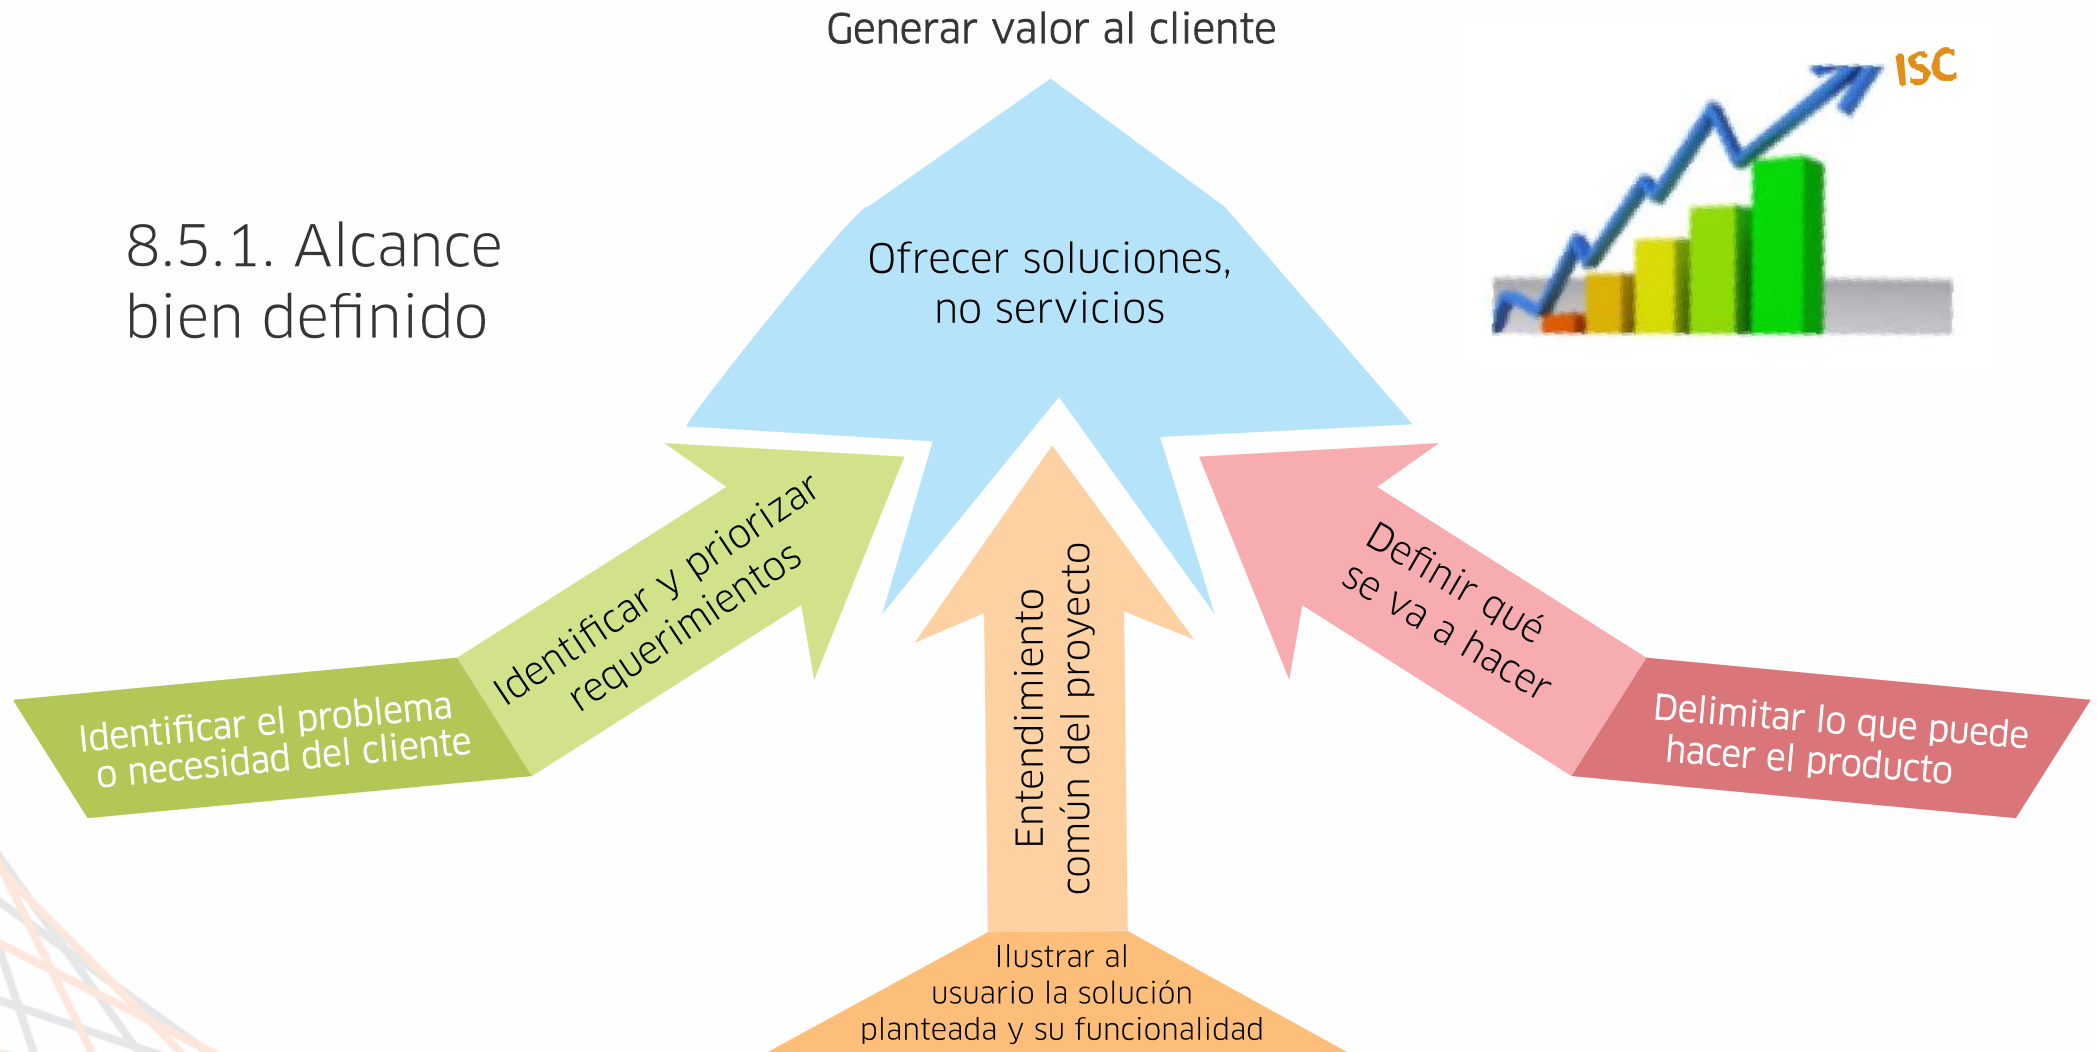 Generar valor al cliente
ISC
8.5.1. Alcance
bien definido
Ofrecer soluciones,
no servicios
Identificar y priorizar
requerimientos
Identificar el problema
o necesidad del cliente
Entendimiento
común del proyecto
Ilustrar al
usuario la solución
planteada y su funcionalidad
Definir qué
se va a hacer
Delimitar lo que puede
hacer el producto